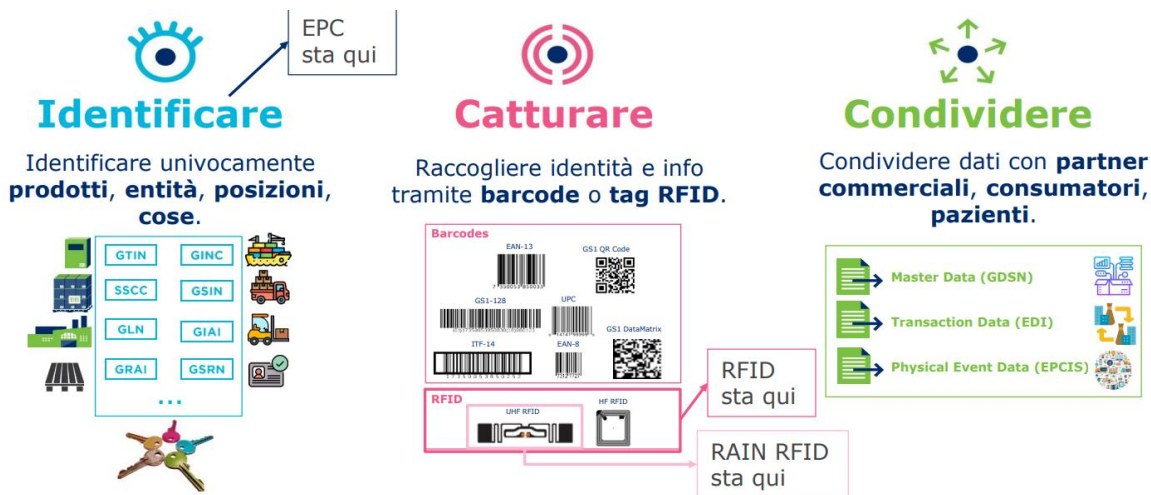 EPC
sta qui
Identificare
Identificare univocamente
prodotti, entità, posizioni,
cose.
GTIN
GINC
SSCC
GSIN
GLN
GIAI
GRAI
GSRN
...
Catturare
Raccogliere identità e info
tramite barcode o tag RFID.
Barcodes
EAN-13
GS1 QR Code
GS1-128
UPC
GS1 DataMatrix
ITF-14
EAN-8
RFID
UHF RFID
HF RFID
RFID
sta qui
RAIN RFID
sta qui
Condividere
Condividere dati con partner
commerciali, consumatori,
pazienti.
Master Data (GDSN)
Transaction Data (EDI)
Physical Event Data (EPCIS)